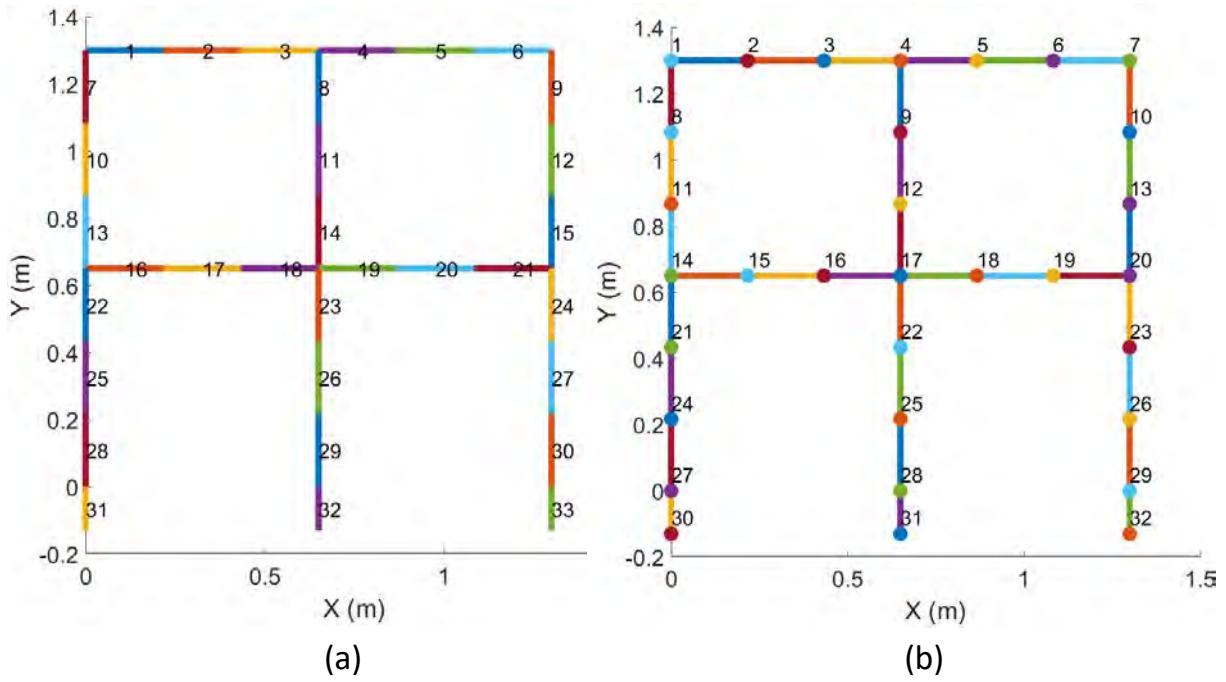 1.4
1 2 3 4 5 6
1.2
7 8 9
1
10 11 12
0.8
13 14 15
0.6
16 17 18 19 20 21
22 23 24
0.4
25 26 27
0.2
28 29 30
0
31 32 33
-0.2
0 0.5 1
Y (m)
X (m)
(a)
1.4
1 2 3 4 5 6 7
1.2
8 9 10
1
11 12 13
0.8
14 15 16 17 18 19 20
0.6
21 22 23
0.4
24 25 26
0.2
27 28 29
0
30 31 32
-0.2
0 0.5 1 1.5
Y (m)
X (m)
(b)